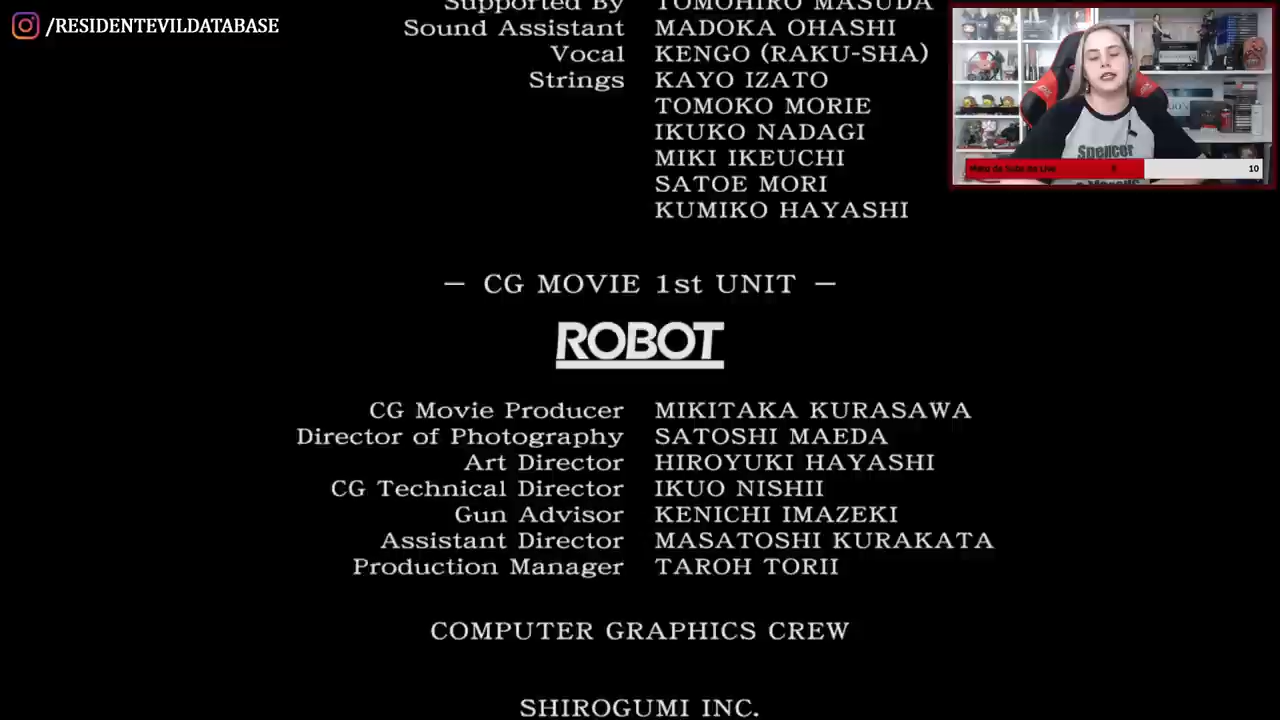 /RESIDENTEVILDATABASE
Supported By TOMOHIRO MASUDA
Sound Assistant MADOKA OHASHI
Vocal KENGO (RAKU-SHA)
Strings KAYO IZATO
TOMOKO MORIE
IKUKO NADAGI
MIKI IKEUCHI
SATOE MORI
KUMIKO HAYASHI
Spencer
10
— CG MOVIE 1st UNIT —
ROBOT
CG Movie Producer MIKITAKA KURASAWA
Director of Photography SATOSHI MAEDA
Art Director HIROYUKI HAYASHI
CG Technical Director IKUO NISHII
Gun Advisor KENICHI IMAZEKI
Assistant Director MASATOSHI KURAKATA
Production Manager TAROH TORII
COMPUTER GRAPHICS CREW
SHIROGUMI INC.